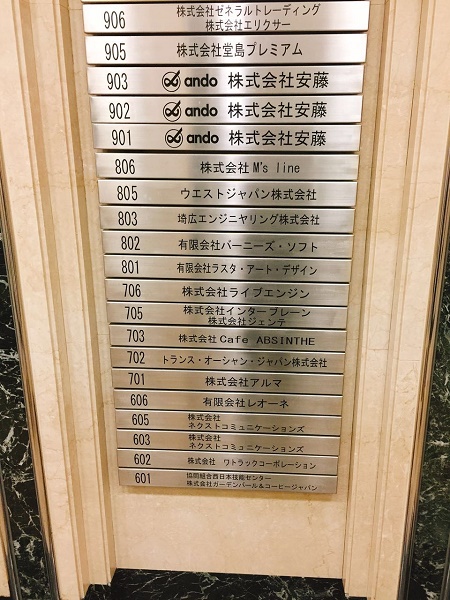 906 株式会社ゼネラルトレーディング
株式会社エリクサー
905 株式会社堂島プレミアム
903 ando 株式会社安藤
902 ando 株式会社安藤
901 ando 株式会社安藤
806 株式会社 M's line
805 ウエストジャパン株式会社
803 埼広エンジニヤリング株式会社
802 有限会社バーニーズ・ソフト
801 有限会社ラスタ・アート・デザイン
706 株式会社ライブエンジン
705 株式会社インターブレーン
株式会社ジェンテ
703 株式会社 Cafe ABSINTHE
702 トランス・オーシャン・ジャパン株式会社
701 株式会社アルマ
606 有限会社レオーネ
605 株式会社
ネクストコミュニケーションズ
603 株式会社
ネクストコミュニケーションズ
602 株式会社 ワトラックコーポレーション
601 協同組合西日本技能センター
株式会社ガーデンパール&コーヒージャパン